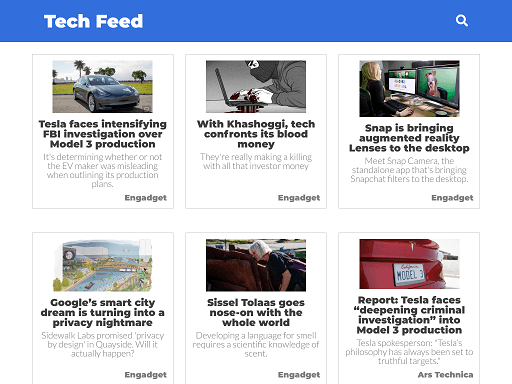 Tech Feed
Tesla faces intensifying
FBI investigation over
Model 3 production
It's determining whether or not
the EV maker was misleading
when outlining its production
plans.
Engadget
With Khashoggi, tech
confronts its blood
money
They're really making a killing
with all that investor money
Engadget
Snap is bringing
augmented reality
Lenses to the desktop
Meet Snap Camera, the
standalone app that's bringing
Snapchat filters to the desktop.
Engadget
Google's smart city
dream is turning into a
privacy nightmare
Sidewalk Labs promised 'privacy
by design' in Quayside. Will it
actually happen?
Engadget
Sissel Tolaas goes
nose-on with the
whole world
Developing a language for smell
requires a scientific knowledge of
scent.
Engadget
MODEL 3
Report: Tesla faces
“deepening criminal
investigation” into
Model 3 production
Tesla spokesperson: "Tesla's
philosophy has always been set to
truthful targets."
Ars Technica